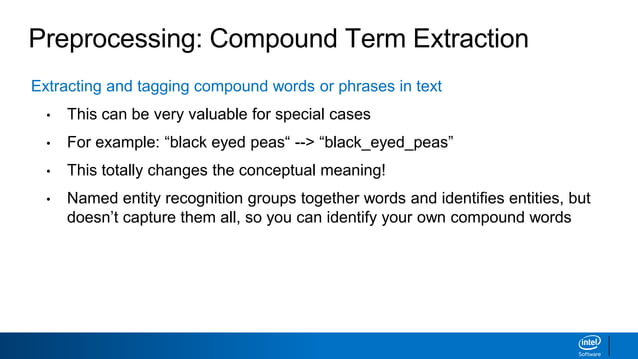 Preprocessing: Compound Term Extraction
Extracting and tagging compound words or phrases in text
• This can be very valuable for special cases
• For example: “black eyed peas“ --> “black_eyed_peas”
• This totally changes the conceptual meaning!
• Named entity recognition groups together words and identifies entities, but
doesn’t capture them all, so you can identify your own compound words
intel
Software